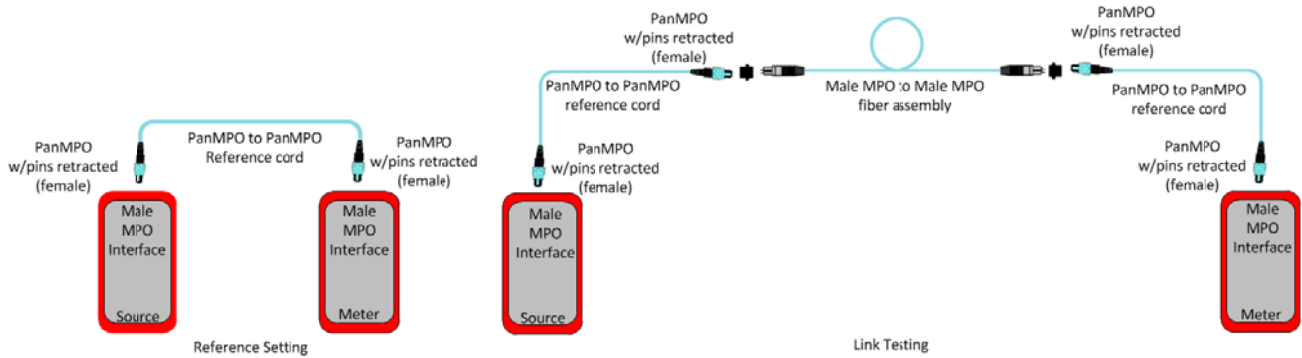 PanMPO
w/pins retracted
(female)
PanMPO to PanMPO
Reference cord
PanMPO
w/pins retracted
(female)
Male
MPO
Interface
Source
Male
MPO
Interface
Meter
Reference Setting
PanMPO
w/pins retracted
(female)
PanMPO to PanMPO
reference cord
PanMPO
w/pins retracted
(female)
Male
MPO
Interface
Source
Male MPO to Male MPO
fiber assembly
PanMPO
w/pins retracted
(female)
PanMPO to PanMPO
reference cord
PanMPO
w/pins retracted
(female)
Male
MPO
Interface
Meter
Link Testing